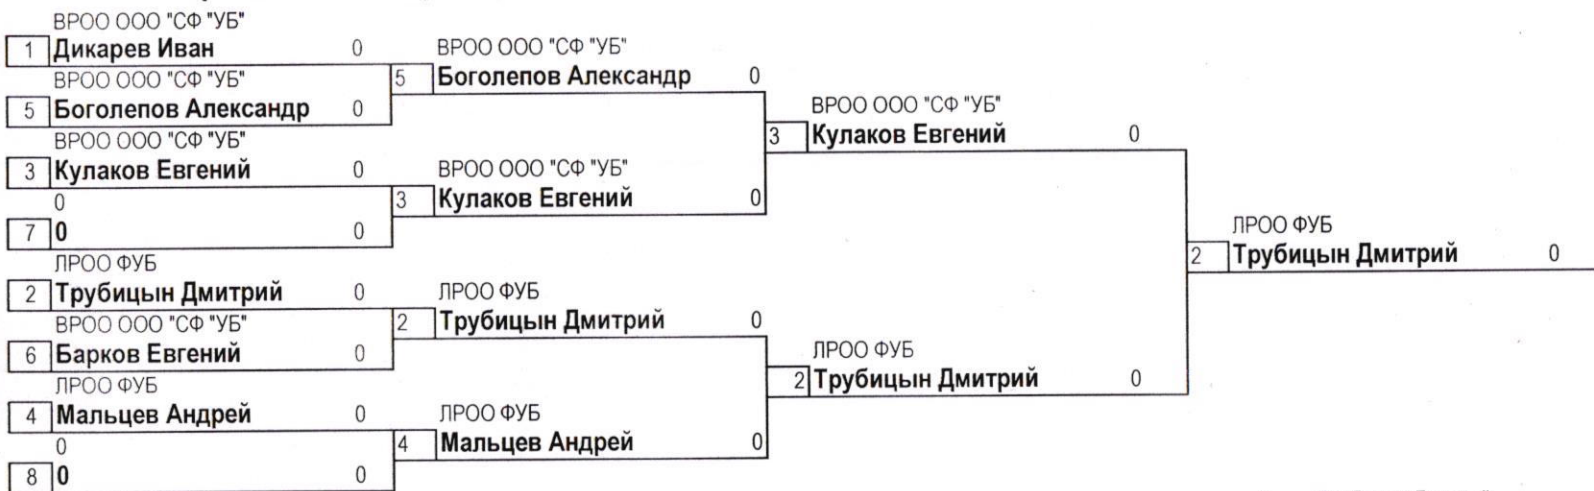 ВРОО ООО "СФ "УБ"
1 Дикарев Иван 0
ВРОО ООО "СФ "УБ"
5 Боголепов Александр 0
ВРОО ООО "СФ "УБ"
3 Кулаков Евгений 0
0
7 0 0
ЛРОО ФУБ
2 Трубицын Дмитрий 0
ВРОО ООО "СФ "УБ"
6 Барков Евгений 0
ЛРОО ФУБ
4 Мальцев Андрей 0
0
8 0 0
ВРОО ООО "СФ "УБ"
5 Боголепов Александр 0
ВРОО ООО "СФ "УБ"
3 Кулаков Евгений 0
ЛРОО ФУБ
2 Трубицын Дмитрий 0
ЛРОО ФУБ
4 Мальцев Андрей 0
ВРОО ООО "СФ "УБ"
3 Кулаков Евгений 0
ЛРОО ФУБ
2 Трубицын Дмитрий 0
ЛРОО ФУБ
2 Трубицын Дмитрий 0